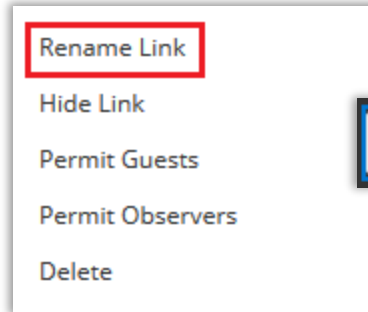 Rename Link
Hide Link
Permit Guests
Permit Observers
Delete